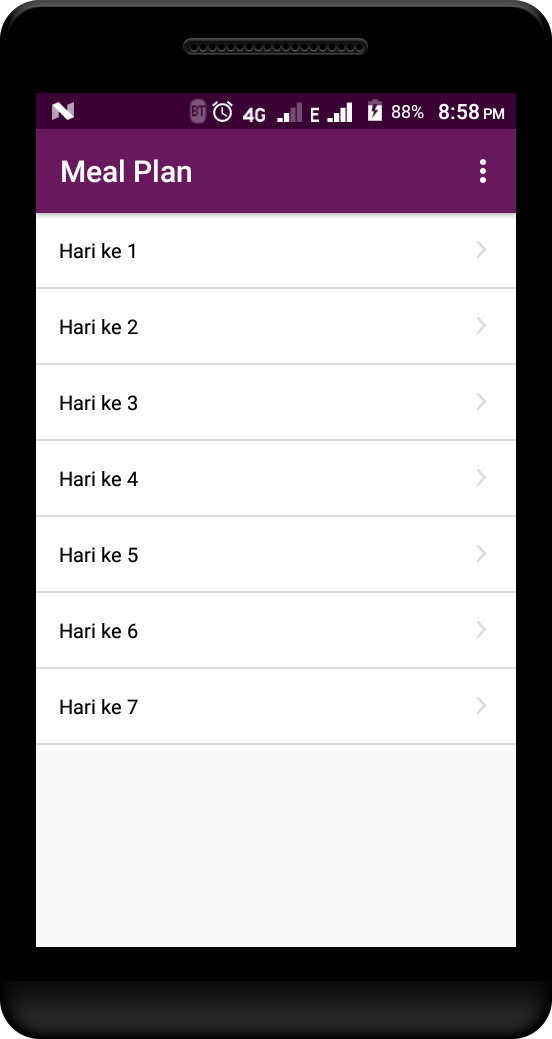 BT 4G E 88% 8:58 PM
Meal Plan
Hari ke 1
Hari ke 2
Hari ke 3
Hari ke 4
Hari ke 5
Hari ke 6
Hari ke 7